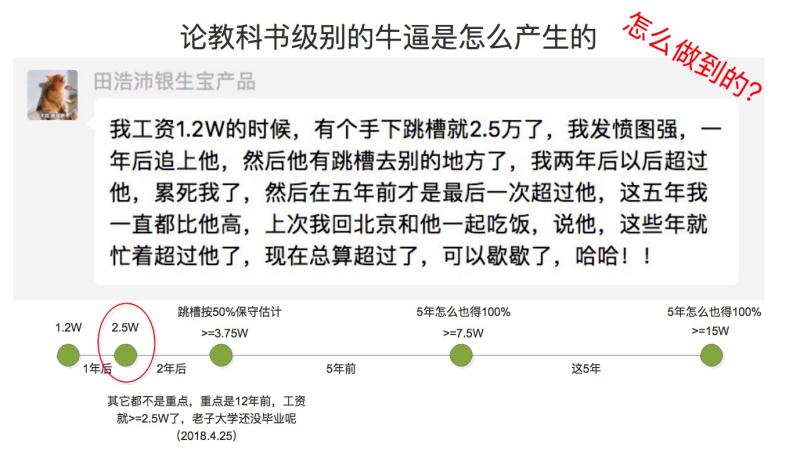 论教科书级别的牛逼是怎么产生的
怎么做到的?
田浩沛银生宝产品
我工资1.2W的时候，有个手下跳槽就2.5万了，我发愤图强，一
年后追上他，然后他有跳槽去别的地方了，我两年后以后超过
他，累死我了，然后在五年前才是最后一次超过他，这五年我
一直都比他高，上次我回北京和他一起吃饭，说他，这些年就
忙着超过他了，现在总算超过了，可以歇歇了，哈哈！！
跳槽按50%保守估计
5年怎么也得100%
5年怎么也得100%
1.2W
2.5W
>=3.75W
>=7.5W
>=15W
1年后
2年后
5年前
这5年
其它都不是重点，重点是12年前，工资
就>=2.5W了，老子大学还没毕业呢
（2018.4.25）